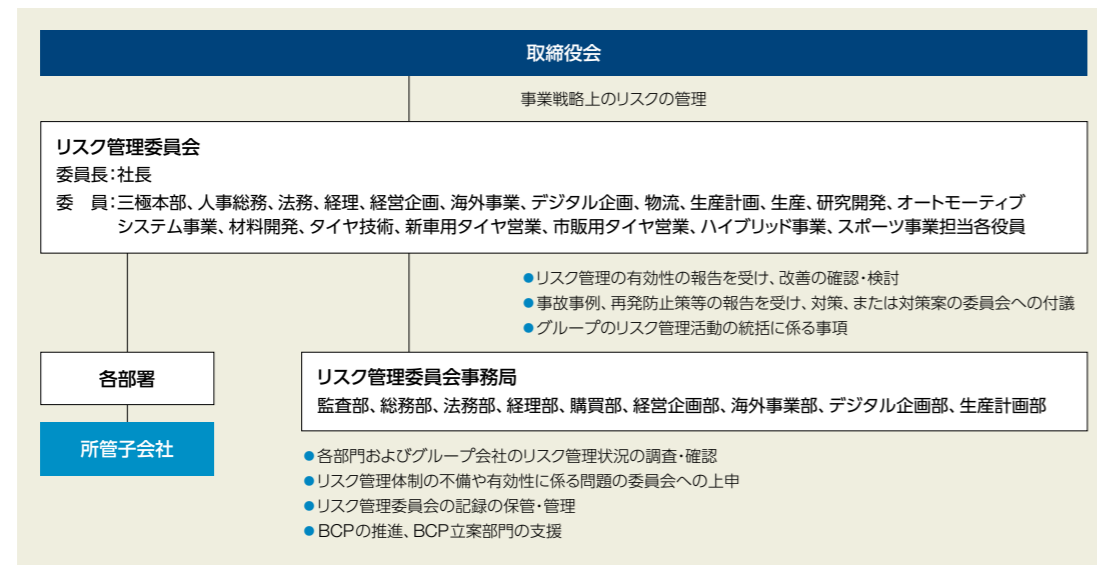 取締役会
事業戦略上のリスクの管理
リスク管理委員会
委員長：社長
委　員：三極本部、人事総務、法務、経理、経営企画、海外事業、デジタル企画、物流、生産計画、生産、研究開発、オートモーティブ
システム事業、材料開発、タイヤ技術、新車用タイヤ営業、市販用タイヤ営業、ハイブリッド事業、スポーツ事業担当各役員
●リスク管理の有効性の報告を受け、改善の確認・検討
●事故事例、再発防止策等の報告を受け、対策、または対策案の委員会への付議
●グループのリスク管理活動の統括に係る事項
各部署
所管子会社
リスク管理委員会事務局
監査部、総務部、法務部、経理部、購買部、経営企画部、海外事業部、デジタル企画部、生産計画部
●各部門およびグループ会社のリスク管理状況の調査・確認
●リスク管理体制の不備や有効性に係る問題の委員会への上申
●リスク管理委員会の記録の保管・管理
●BCPの推進、BCP立案部門の支援